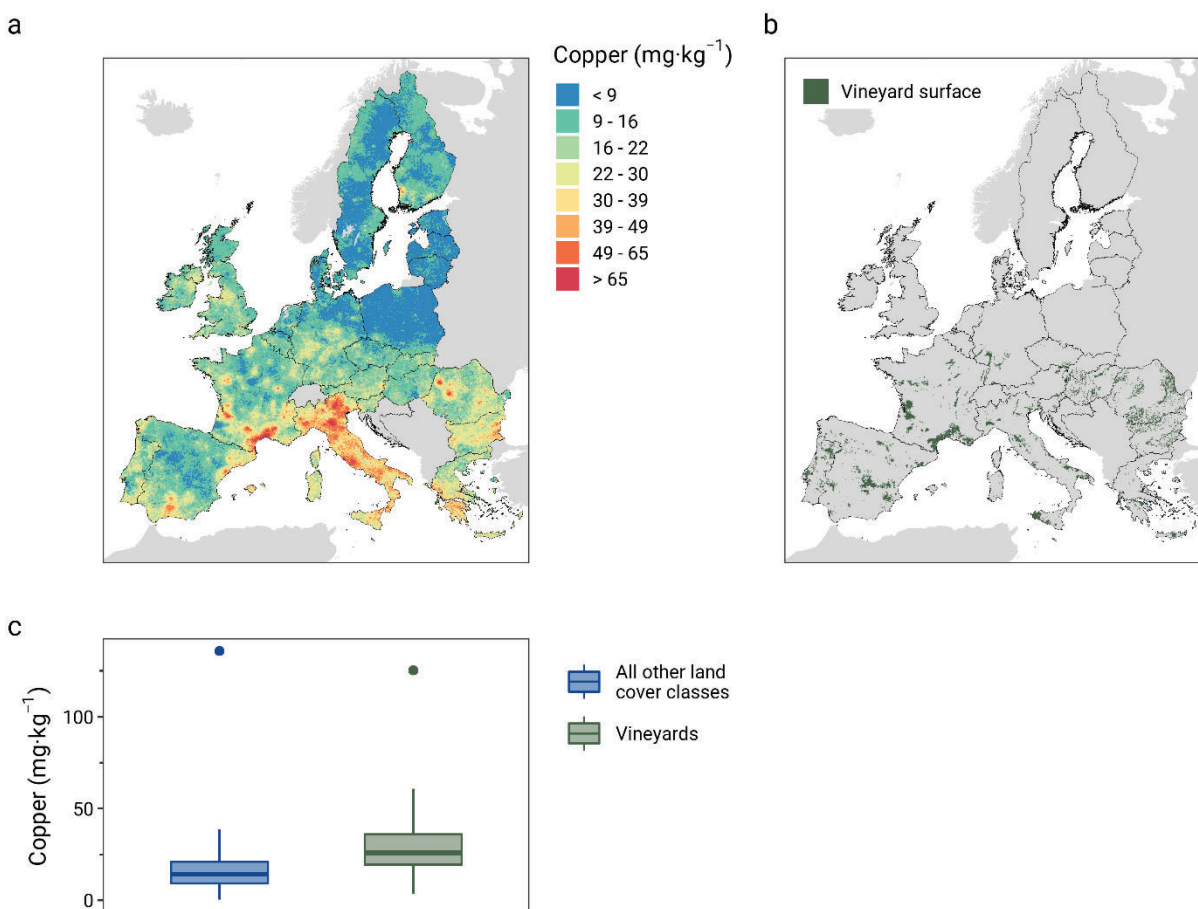 a
Copper (mg·kg⁻¹)
< 9
9 - 16
16 - 22
22 - 30
30 - 39
39 - 49
49 - 65
> 65
b
Vineyard surface
c
Copper (mg·kg⁻¹)
100
50
0
All other land
cover classes
Vineyards